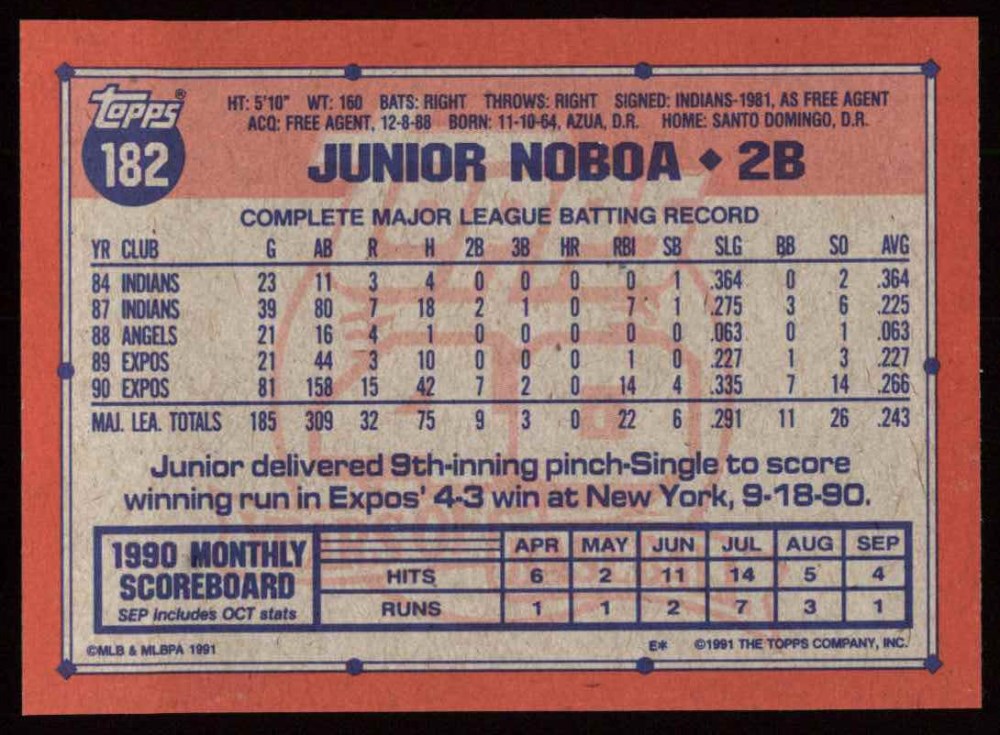 topps®
182
HT: 5'10" WT: 160 BATS: RIGHT THROWS: RIGHT SIGNED: INDIANS-1981, AS FREE AGENT
ACQ: FREE AGENT, 12-8-88 BORN: 11-10-64, AZUA, D.R. HOME: SANTO DOMINGO, D.R.
JUNIOR NOBOA ◆ 2B
COMPLETE MAJOR LEAGUE BATTING RECORD
YR CLUB G AB R H 2B 3B HR RBI SB SLG BB SO AVG
84 INDIANS 23 11 3 4 0 0 0 0 1 .364 0 2 .364
87 INDIANS 39 80 7 18 2 1 0 7 1 .275 3 6 .225
88 ANGELS 21 16 4 1 0 0 0 0 0 .063 0 1 .063
89 EXPOS 21 44 3 10 0 0 0 1 0 .227 1 3 .227
90 EXPOS 81 158 15 42 7 2 0 14 4 .335 7 14 .266
MAJ. LEA. TOTALS 185 309 32 75 9 3 0 22 6 .291 11 26 .243
Junior delivered 9th-inning pinch-Single to score
winning run in Expos' 4-3 win at New York, 9-18-90.
1990 MONTHLY
SCOREBOARD
SEP includes OCT stats
APR MAY JUN JUL AUG SEP
HITS 6 2 11 14 5 4
RUNS 1 1 2 7 3 1
©MLB & MLBPA 1991
E* ©1991 THE TOPPS COMPANY, INC.